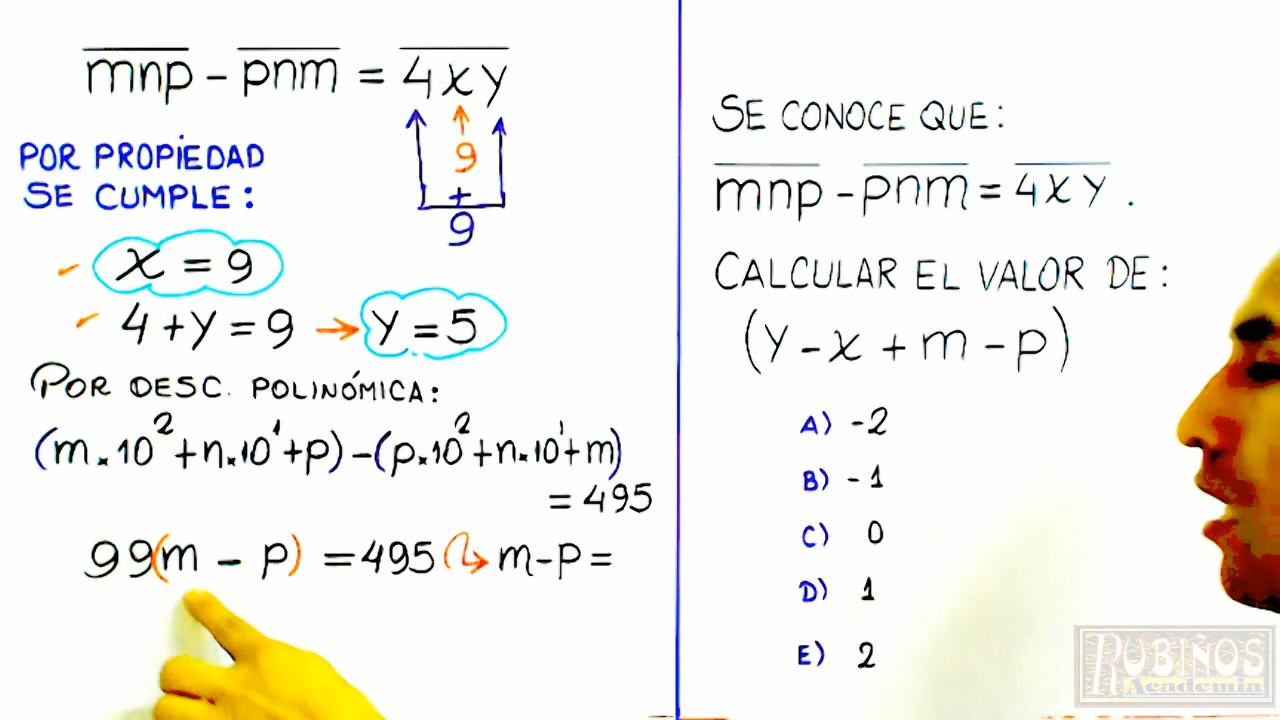 mnp - pnm = 4xy
9
+
9
POR PROPIEDAD
SE CUMPLE:
x = 9
4 + y = 9 → y = 5
POR DESC. POLINÓMICA:
(m.10² + n.10¹ + p) - (p.10² + n.10¹ + m)
= 495
99(m - p) = 495 ↳ m - p =
SE CONOCE QUE:
mnp - pnm = 4xy.
CALCULAR EL VALOR DE:
(y - x + m - p)
A) -2
B) -1
C) 0
D) 1
E) 2
RUBIÑOS
Academia